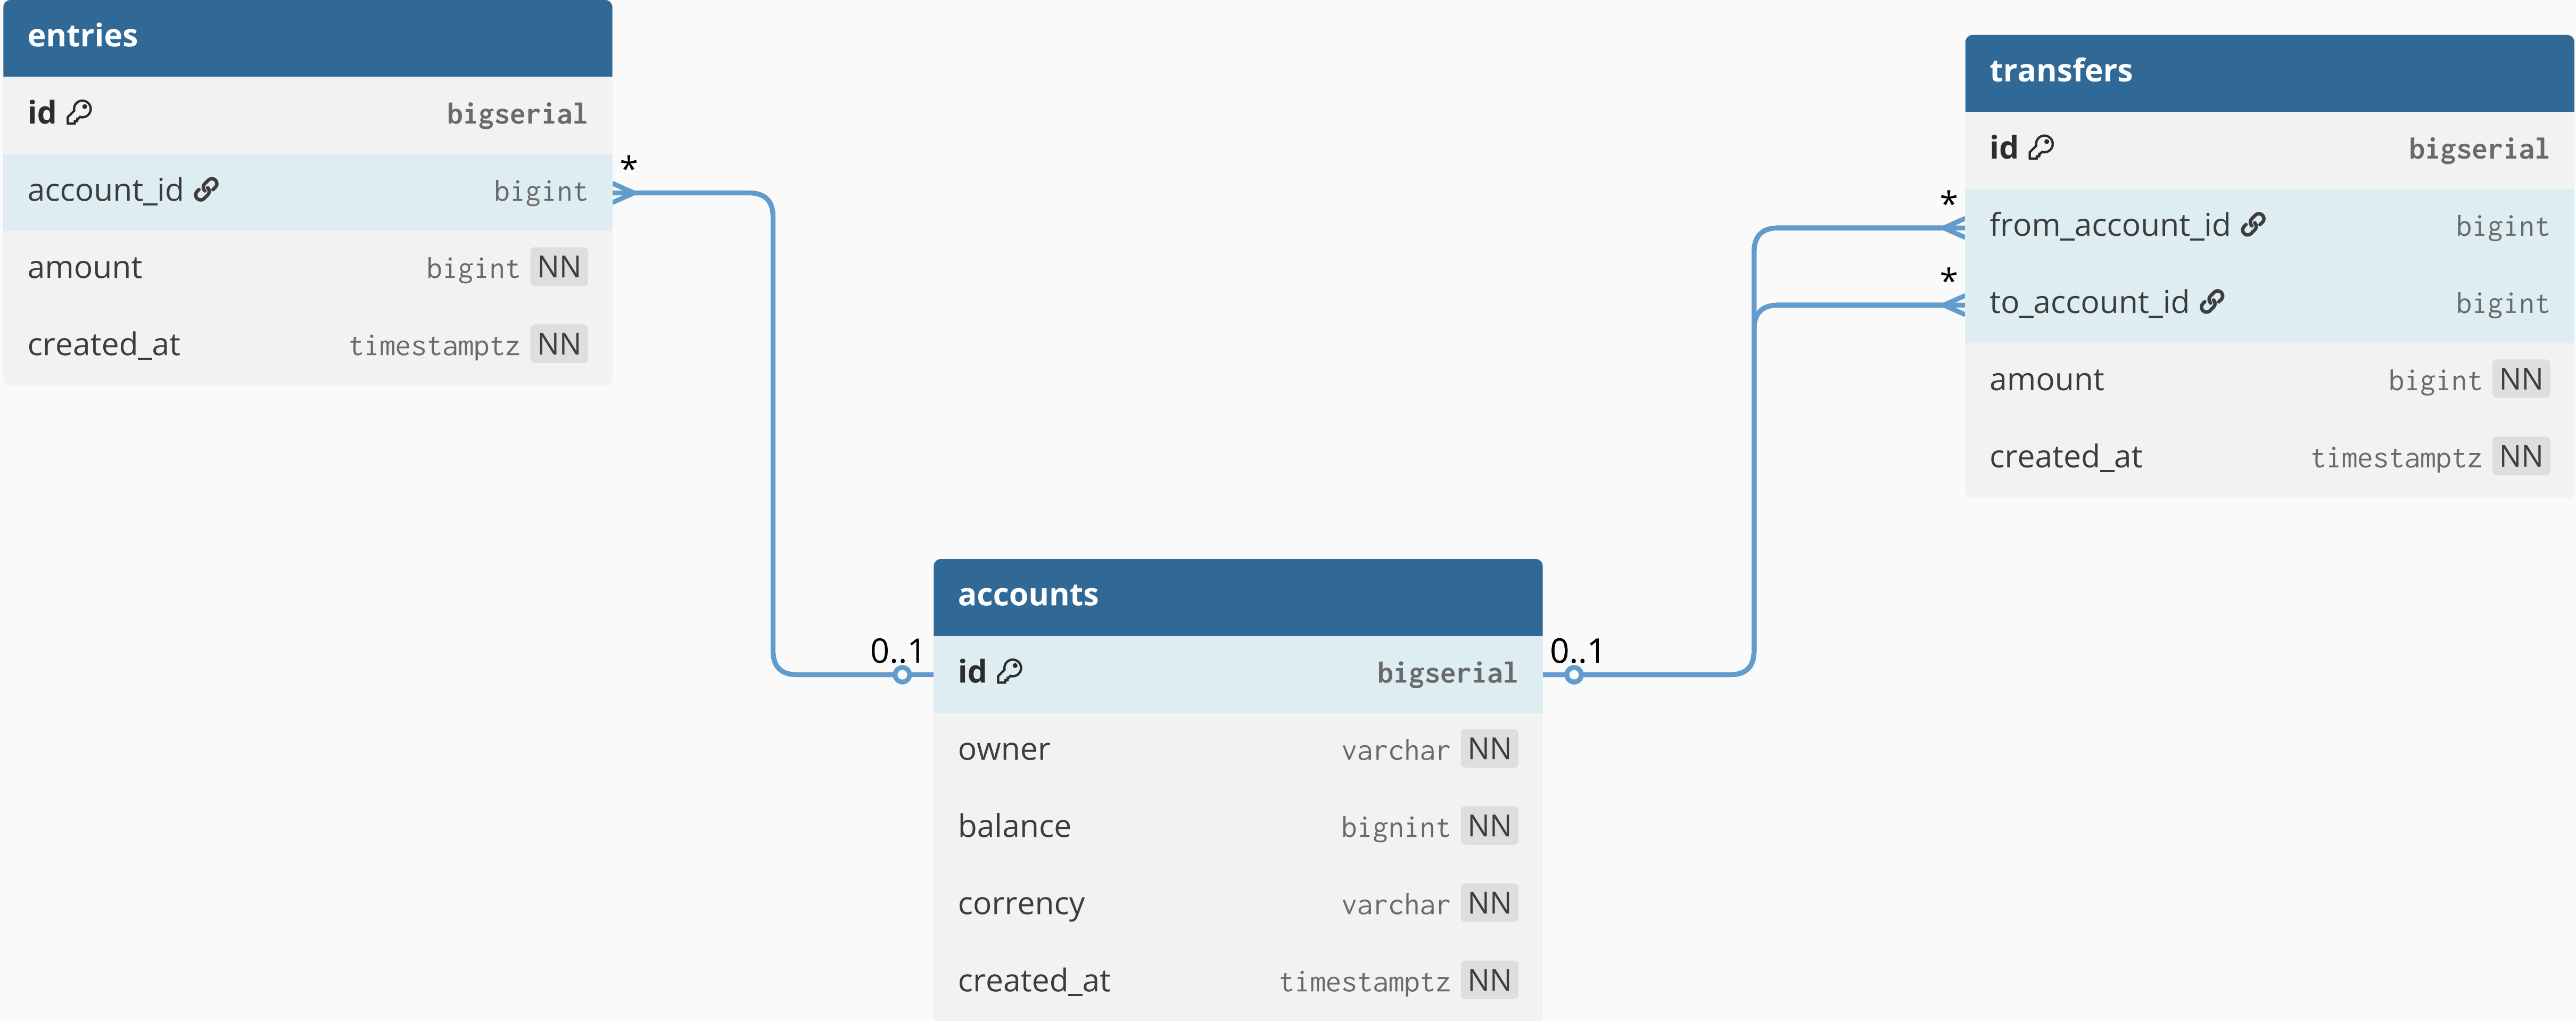 entries
id bigserial
*
account_id bigint
amount bigint NN
created_at timestamptz NN
transfers
id bigserial
*
from_account_id bigint
*
to_account_id bigint
amount bigint NN
created_at timestamptz NN
accounts
0..1
0..1
id bigserial
owner varchar NN
balance bignint NN
corrency varchar NN
created_at timestamptz NN